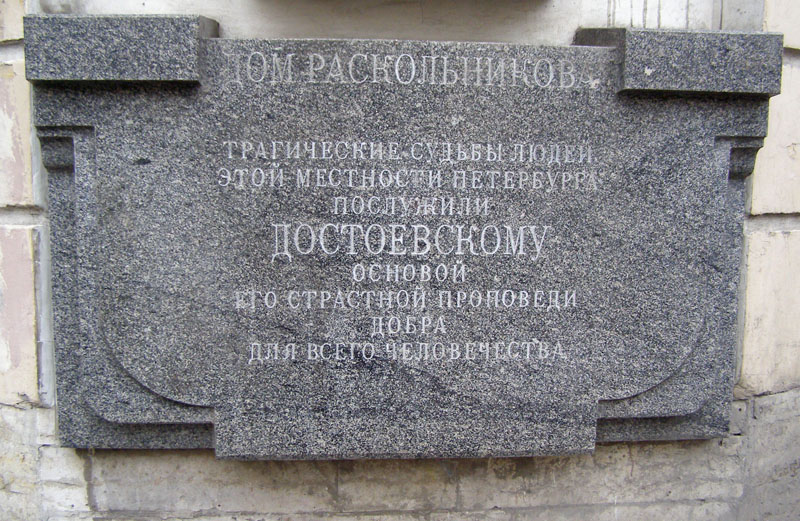 ДОМ РАСКОЛЬНИКОВА
ТРАГИЧЕСКИЕ СУДЬБЫ ЛЮДЕЙ
ЭТОЙ МЕСТНОСТИ ПЕТЕРБУРГА
ПОСЛУЖИЛИ
ДОСТОЕВСКОМУ
ОСНОВОЙ
ЕГО СТРАСТНОЙ ПРОПОВЕДИ
ДОБРА
ДЛЯ ВСЕГО ЧЕЛОВЕЧЕСТВА